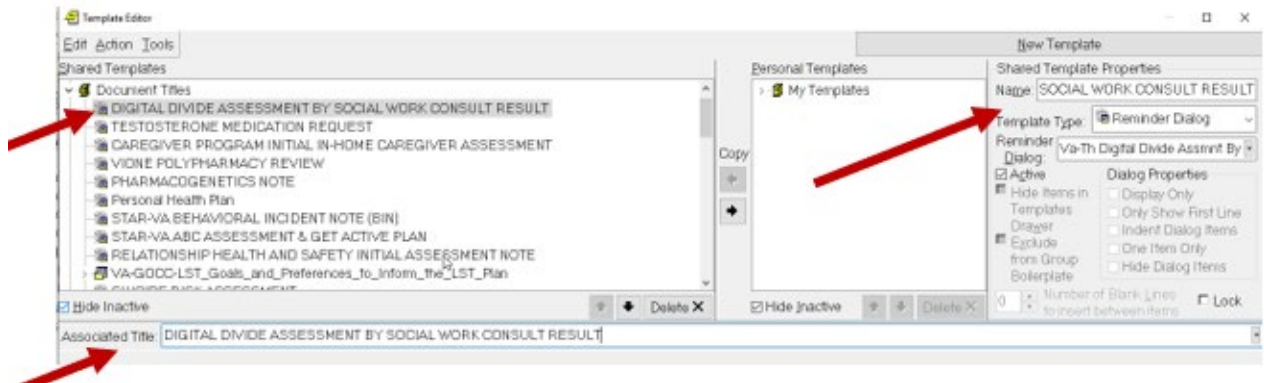 Template Editor
Edit Action Tools
New Template
Shared Templates
Document Titles
DIGITAL DIVIDE ASSESSMENT BY SOCIAL WORK CONSULT RESULT
TESTOSTERONE MEDICATION REQUEST
CAREGIVER PROGRAM INITIAL IN-HOME CAREGIVER ASSESSMENT
VIONE POLYPHARMACY REVIEW
PHARMACOGENETICS NOTE
Personal Health Plan
STAR-VA BEHAVIORAL INCIDENT NOTE (BIN)
STAR-VA ABC ASSESSMENT & GET ACTIVE PLAN
RELATIONSHIP HEALTH AND SAFETY INITIAL ASSESSMENT NOTE
VA-GOCC-LST_Goals_and_Preferences_to_Inform_the_LST_Plan
Hide Inactive
Delete
Copy
Personal Templates
My Templates
Hide Inactive
Delete
Shared Template Properties
Name: SOCIAL WORK CONSULT RESULT
Template Type: Reminder Dialog
Reminder Dialog: Va-Th Digital Divide Assmnt By
Active
Hide Items in
Templates
Drawer
Exclude
from Group
Boilerplate
Dialog Properties
Display Only
Only Show First Line
Indent Dialog Items
One Item Only
Hide Dialog Items
0 Number of Blank Lines
to insert between items
Lock
Associated Title: DIGITAL DIVIDE ASSESSMENT BY SOCIAL WORK CONSULT RESULT